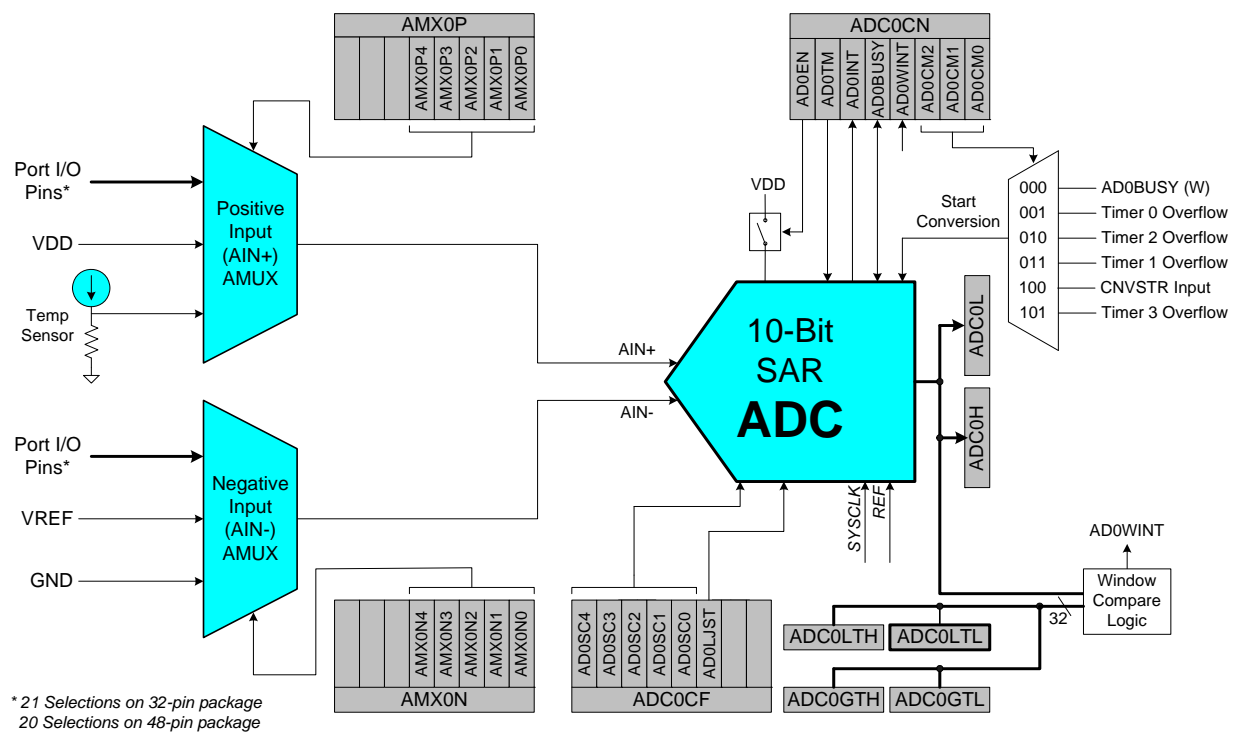 AMX0P
AMX0P4
AMX0P3
AMX0P2
AMX0P1
AMX0P0
ADC0CN
AD0EN
AD0TM
AD0INT
AD0BUSY
AD0WINT
AD0CM2
AD0CM1
AD0CM0
Port I/O
Pins*
VDD
Temp
Sensor
Positive
Input
(AIN+)
AMUX
VDD
Start
Conversion
000
001
010
011
100
101
AD0BUSY (W)
Timer 0 Overflow
Timer 2 Overflow
Timer 1 Overflow
CNVSTR Input
Timer 3 Overflow
AIN+
AIN-
10-Bit
SAR
ADC
ADC0L
ADC0H
Port I/O
Pins*
VREF
GND
Negative
Input
(AIN-)
AMUX
SYSCLK
REF
AD0WINT
Window
Compare
Logic
32
AMX0N4
AMX0N3
AMX0N2
AMX0N1
AMX0N0
AMX0N
AD0SC4
AD0SC3
AD0SC2
AD0SC1
AD0SC0
AD0LJST
ADC0CF
ADC0LTH
ADC0LTL
ADC0GTH
ADC0GTL
* 21 Selections on 32-pin package
20 Selections on 48-pin package